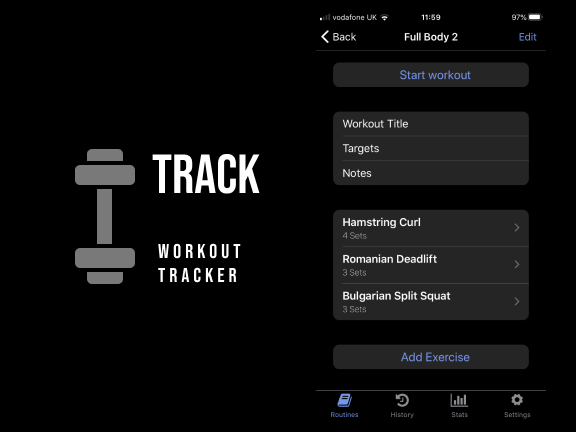 TRACK
WORKOUT
TRACKER
vodafone UK 11:59 97%
Back Full Body 2 Edit
Start workout
Workout Title
Targets
Notes
Hamstring Curl
4 Sets
Romanian Deadlift
3 Sets
Bulgarian Split Squat
3 Sets
Add Exercise
Routines History Stats Settings